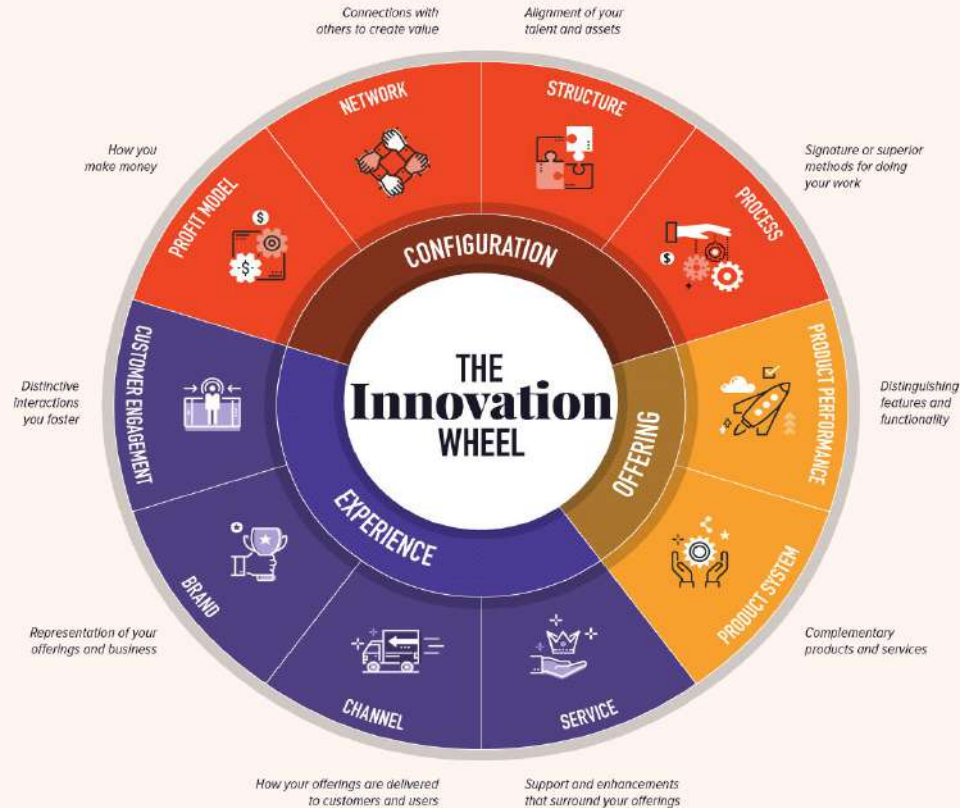 Connections with
others to create value
Alignment of your
talent and assets
NETWORK
STRUCTURE
How you
make money
Signature or superior
methods for doing
your work
PROFIT MODEL
PROCESS
CONFIGURATION
CUSTOMER ENGAGEMENT
PRODUCT PERFORMANCE
THE
Innovation
WHEEL
Distinctive
interactions
you foster
Distinguishing
features and
functionality
OFFERING
EXPERIENCE
BRAND
PRODUCT SYSTEM
Representation of your
offerings and business
Complementary
products and services
CHANNEL
SERVICE
How your offerings are delivered
to customers and users
Support and enhancements
that surround your offerings